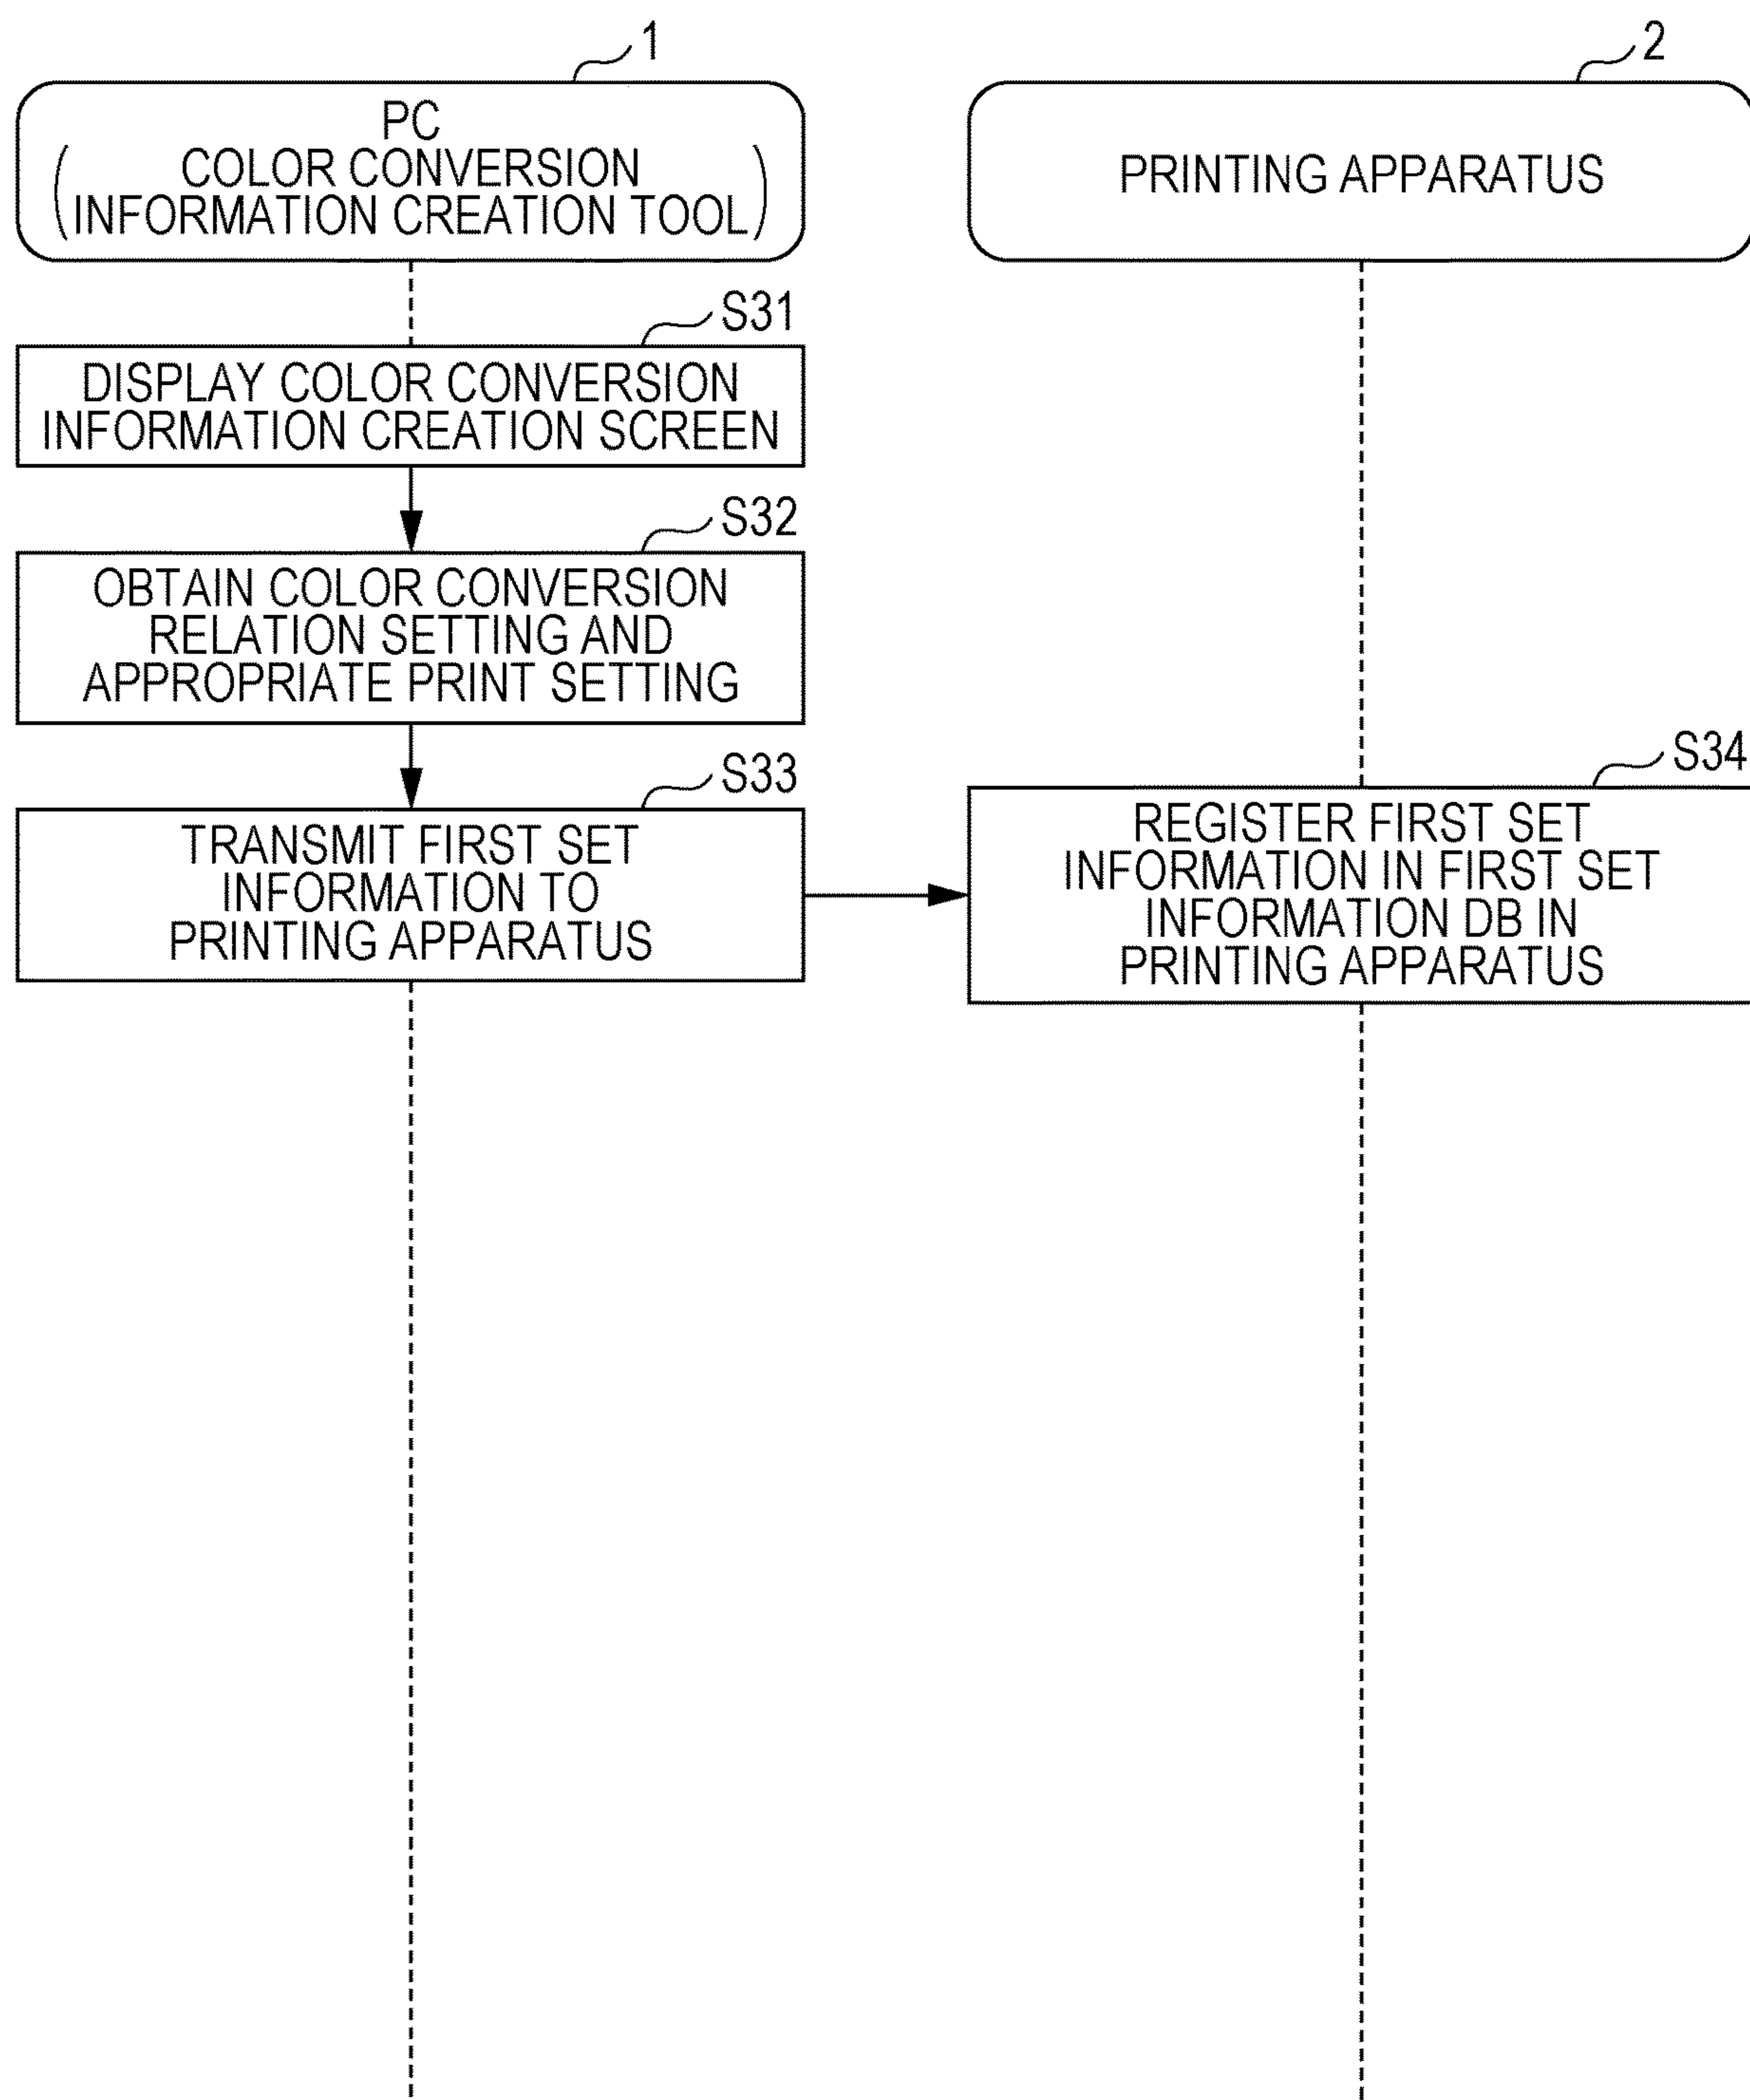 1
PC
(COLOR CONVERSION
INFORMATION CREATION TOOL)
2
PRINTING APPARATUS
S31
DISPLAY COLOR CONVERSION
INFORMATION CREATION SCREEN
S32
OBTAIN COLOR CONVERSION
RELATION SETTING AND
APPROPRIATE PRINT SETTING
S33
TRANSMIT FIRST SET
INFORMATION TO
PRINTING APPARATUS
S34
REGISTER FIRST SET
INFORMATION IN FIRST SET
INFORMATION DB IN
PRINTING APPARATUS